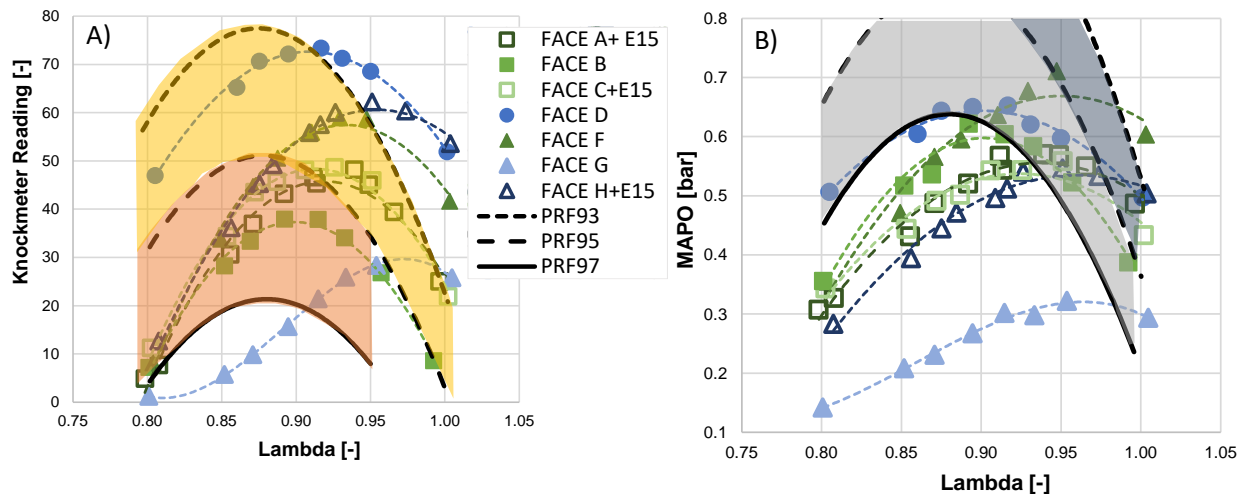 A)
Knockmeter Reading [-]
80
70
60
50
40
30
20
10
0
0.75 0.80 0.85 0.90 0.95 1.00 1.05
Lambda [-]
FACE A+ E15
FACE B
FACE C+E15
FACE D
FACE F
FACE G
FACE H+E15
PRF93
PRF95
PRF97
B)
MAPO [bar]
0.8
0.7
0.6
0.5
0.4
0.3
0.2
0.1
0.75 0.80 0.85 0.90 0.95 1.00 1.05
Lambda [-]